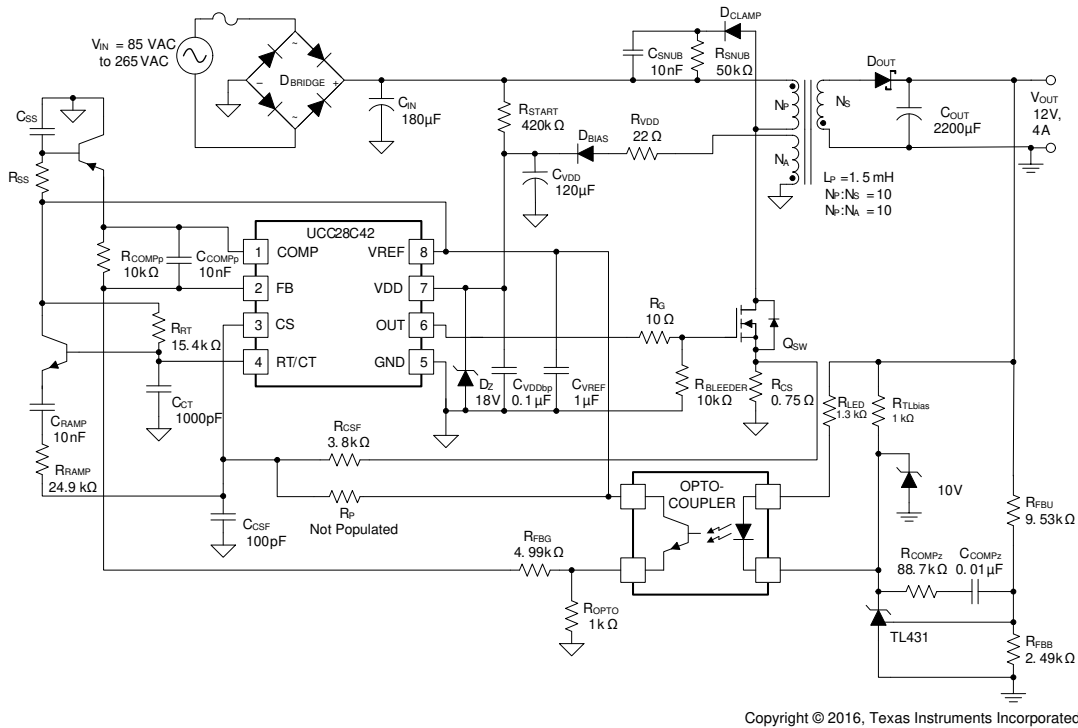 D_CLAMP
V_IN = 85 VAC
to 265 VAC
~
D_BRIDGE
−
+
~
C_SNUB
10nF
R_SNUB
50kΩ
D_OUT
C_IN
180µF
R_START
420kΩ
R_VDD
22 Ω
D_BIAS
C_VDD
120µF
N_P
N_S
N_A
C_OUT
2200µF
V_OUT
12V,
4A
L_P =1.5 mH
N_P:N_S = 10
N_P:N_A = 10
C_SS
R_SS
UCC28C42
1 COMP
VREF 8
2 FB
VDD 7
3 CS
OUT 6
4 RT/CT
GND 5
R_COMPp
10kΩ
C_COMPp
10nF
R_RT
15.4kΩ
C_CT
1000pF
C_RAMP
10nF
R_RAMP
24.9 kΩ
D_Z
18V
C_VDDbp
0.1µF
C_VREF
1µF
R_G
10 Ω
Q_SW
R_BLEEDER
10kΩ
R_CS
0.75 Ω
R_LED
1.3 kΩ
R_TLbias
1 kΩ
R_CSF
3.8kΩ
R_P
Not Populated
C_CSF
100pF
OPTO-
COUPLER
10V
R_FBU
9.53kΩ
R_FBG
4.99kΩ
R_OPTO
1kΩ
R_COMPz
88.7kΩ
C_COMPz
0.01µF
TL431
R_FBB
2.49kΩ
Copyright © 2016, Texas Instruments Incorporated